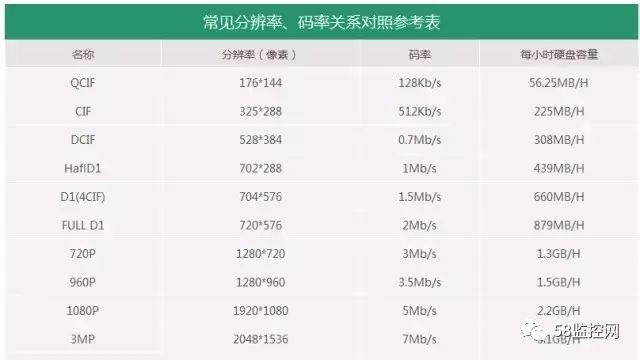 常见分辨率、码率关系对照参考表
名称 分辨率（像素） 码率 每小时硬盘容量
QCIF 176*144 128Kb/s 56.25MB/H
CIF 325*288 512Kb/s 225MB/H
DCIF 528*384 0.7Mb/s 308MB/H
HaflD1 702*288 1Mb/s 439MB/H
D1(4CIF) 704*576 1.5Mb/s 660MB/H
FULL D1 720*576 2Mb/s 879MB/H
720P 1280*720 3Mb/s 1.3GB/H
960P 1280*960 3.5Mb/s 1.5GB/H
1080P 1920*1080 5Mb/s 2.2GB/H
3MP 2048*1536 7Mb/s .1GB/H
58监控网